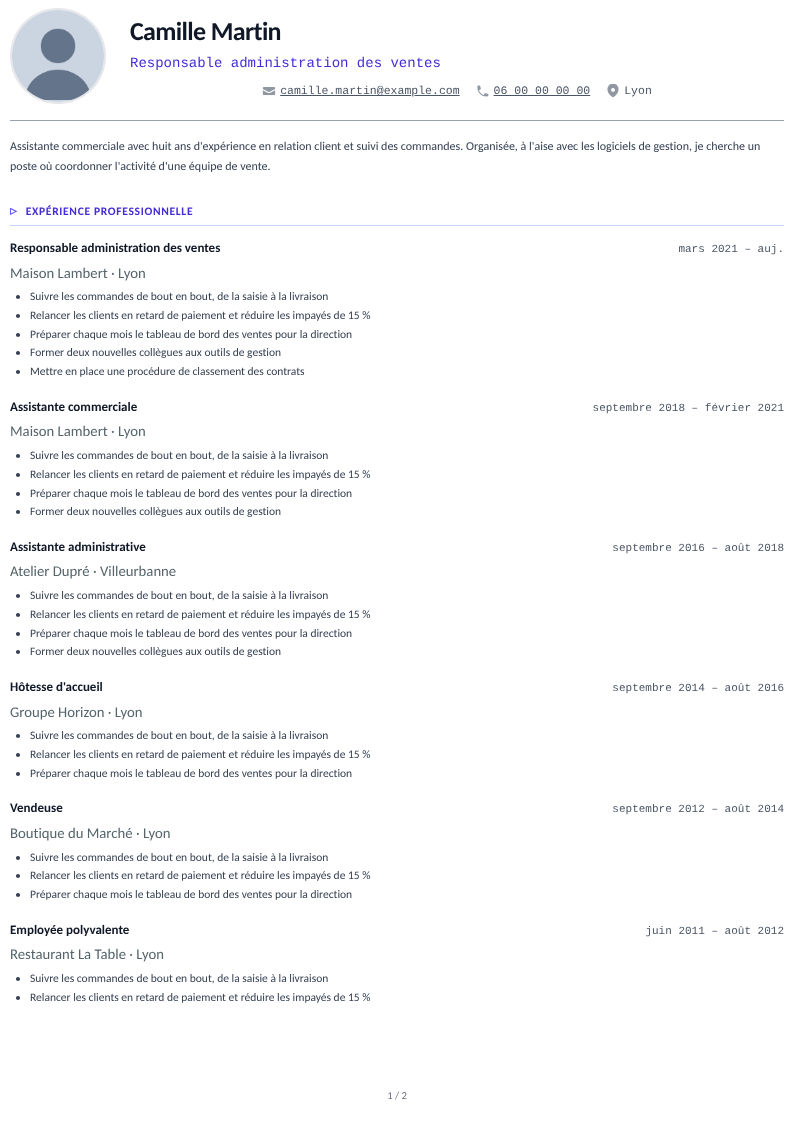 Camille Martin
Responsable administration des ventes
camille.martin@example.com 06 00 00 00 00 Lyon
Assistante commerciale avec huit ans d'expérience en relation client et suivi des commandes. Organisée, à l'aise avec les logiciels de gestion, je cherche un
poste où coordonner l'activité d'une équipe de vente.
EXPÉRIENCE PROFESSIONNELLE
Responsable administration des ventes mars 2021 – auj.
Maison Lambert · Lyon
• Suivre les commandes de bout en bout, de la saisie à la livraison
• Relancer les clients en retard de paiement et réduire les impayés de 15 %
• Préparer chaque mois le tableau de bord des ventes pour la direction
• Former deux nouvelles collègues aux outils de gestion
• Mettre en place une procédure de classement des contrats
Assistante commerciale septembre 2018 – février 2021
Maison Lambert · Lyon
• Suivre les commandes de bout en bout, de la saisie à la livraison
• Relancer les clients en retard de paiement et réduire les impayés de 15 %
• Préparer chaque mois le tableau de bord des ventes pour la direction
• Former deux nouvelles collègues aux outils de gestion
Assistante administrative septembre 2016 – août 2018
Atelier Dupré · Villeurbanne
• Suivre les commandes de bout en bout, de la saisie à la livraison
• Relancer les clients en retard de paiement et réduire les impayés de 15 %
• Préparer chaque mois le tableau de bord des ventes pour la direction
• Former deux nouvelles collègues aux outils de gestion
Hôtesse d'accueil septembre 2014 – août 2016
Groupe Horizon · Lyon
• Suivre les commandes de bout en bout, de la saisie à la livraison
• Relancer les clients en retard de paiement et réduire les impayés de 15 %
• Préparer chaque mois le tableau de bord des ventes pour la direction
Vendeuse septembre 2012 – août 2014
Boutique du Marché · Lyon
• Suivre les commandes de bout en bout, de la saisie à la livraison
• Relancer les clients en retard de paiement et réduire les impayés de 15 %
• Préparer chaque mois le tableau de bord des ventes pour la direction
Employée polyvalente juin 2011 – août 2012
Restaurant La Table · Lyon
• Suivre les commandes de bout en bout, de la saisie à la livraison
• Relancer les clients en retard de paiement et réduire les impayés de 15 %
1 / 2